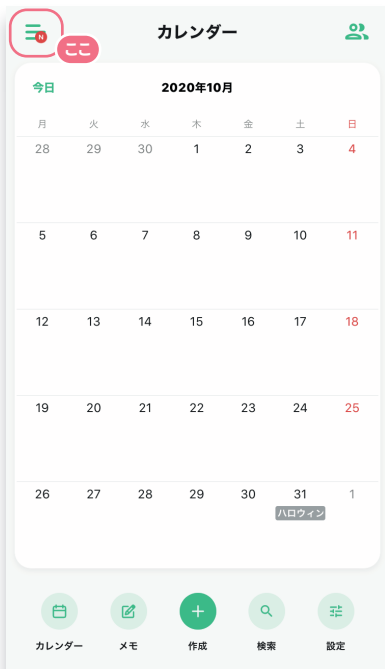 N
カレンダー
ここ
今日 2020年10月
月 火 水 木 金 土 日
28 29 30 1 2 3 4
5 6 7 8 9 10 11
12 13 14 15 16 17 18
19 20 21 22 23 24 25
26 27 28 29 30 31 1
ハロウィン
カレンダー メモ 作成 検索 設定